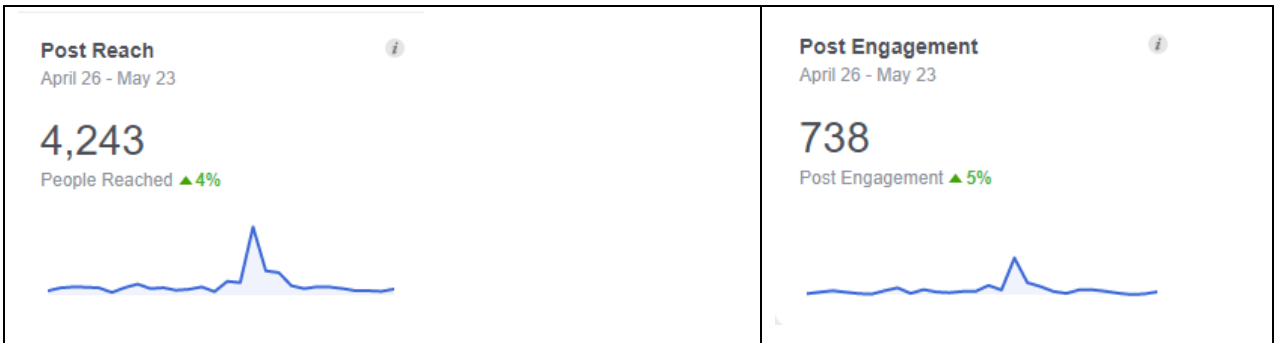 Post Reach
April 26 - May 23
4,243
People Reached ▲ 4%
Post Engagement
April 26 - May 23
738
Post Engagement ▲ 5%